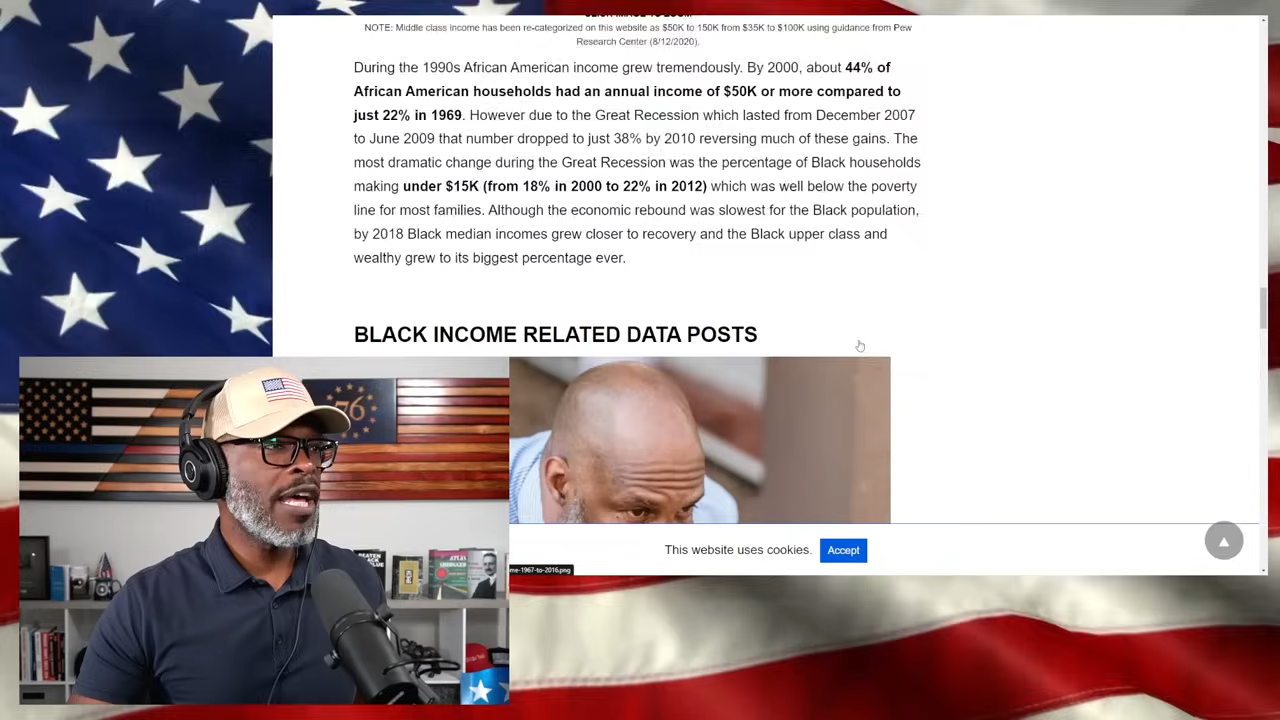 NOTE: Middle class income has been re-categorized on this website as $50K to 150K from $35K to $100K using guidance from Pew
Research Center (8/12/2020).
During the 1990s African American income grew tremendously. By 2000, about 44% of
African American households had an annual income of $50K or more compared to
just 22% in 1969. However due to the Great Recession which lasted from December 2007
to June 2009 that number dropped to just 38% by 2010 reversing much of these gains. The
most dramatic change during the Great Recession was the percentage of Black households
making under $15K (from 18% in 2000 to 22% in 2012) which was well below the poverty
line for most families. Although the economic rebound was slowest for the Black population,
by 2018 Black median incomes grew closer to recovery and the Black upper class and
wealthy grew to its biggest percentage ever.
BLACK INCOME RELATED DATA POSTS
76
This website uses cookies.
Accept
me-1967-to-2016.png